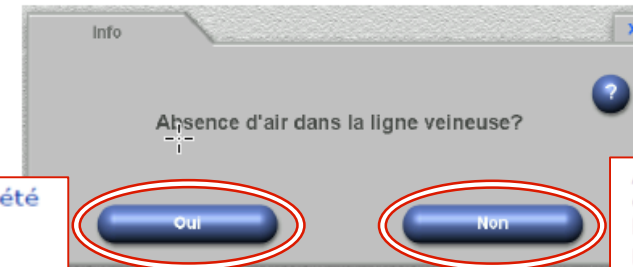 Info
x
?
Absence d'air dans la ligne veineuse?
été
Oui
Non